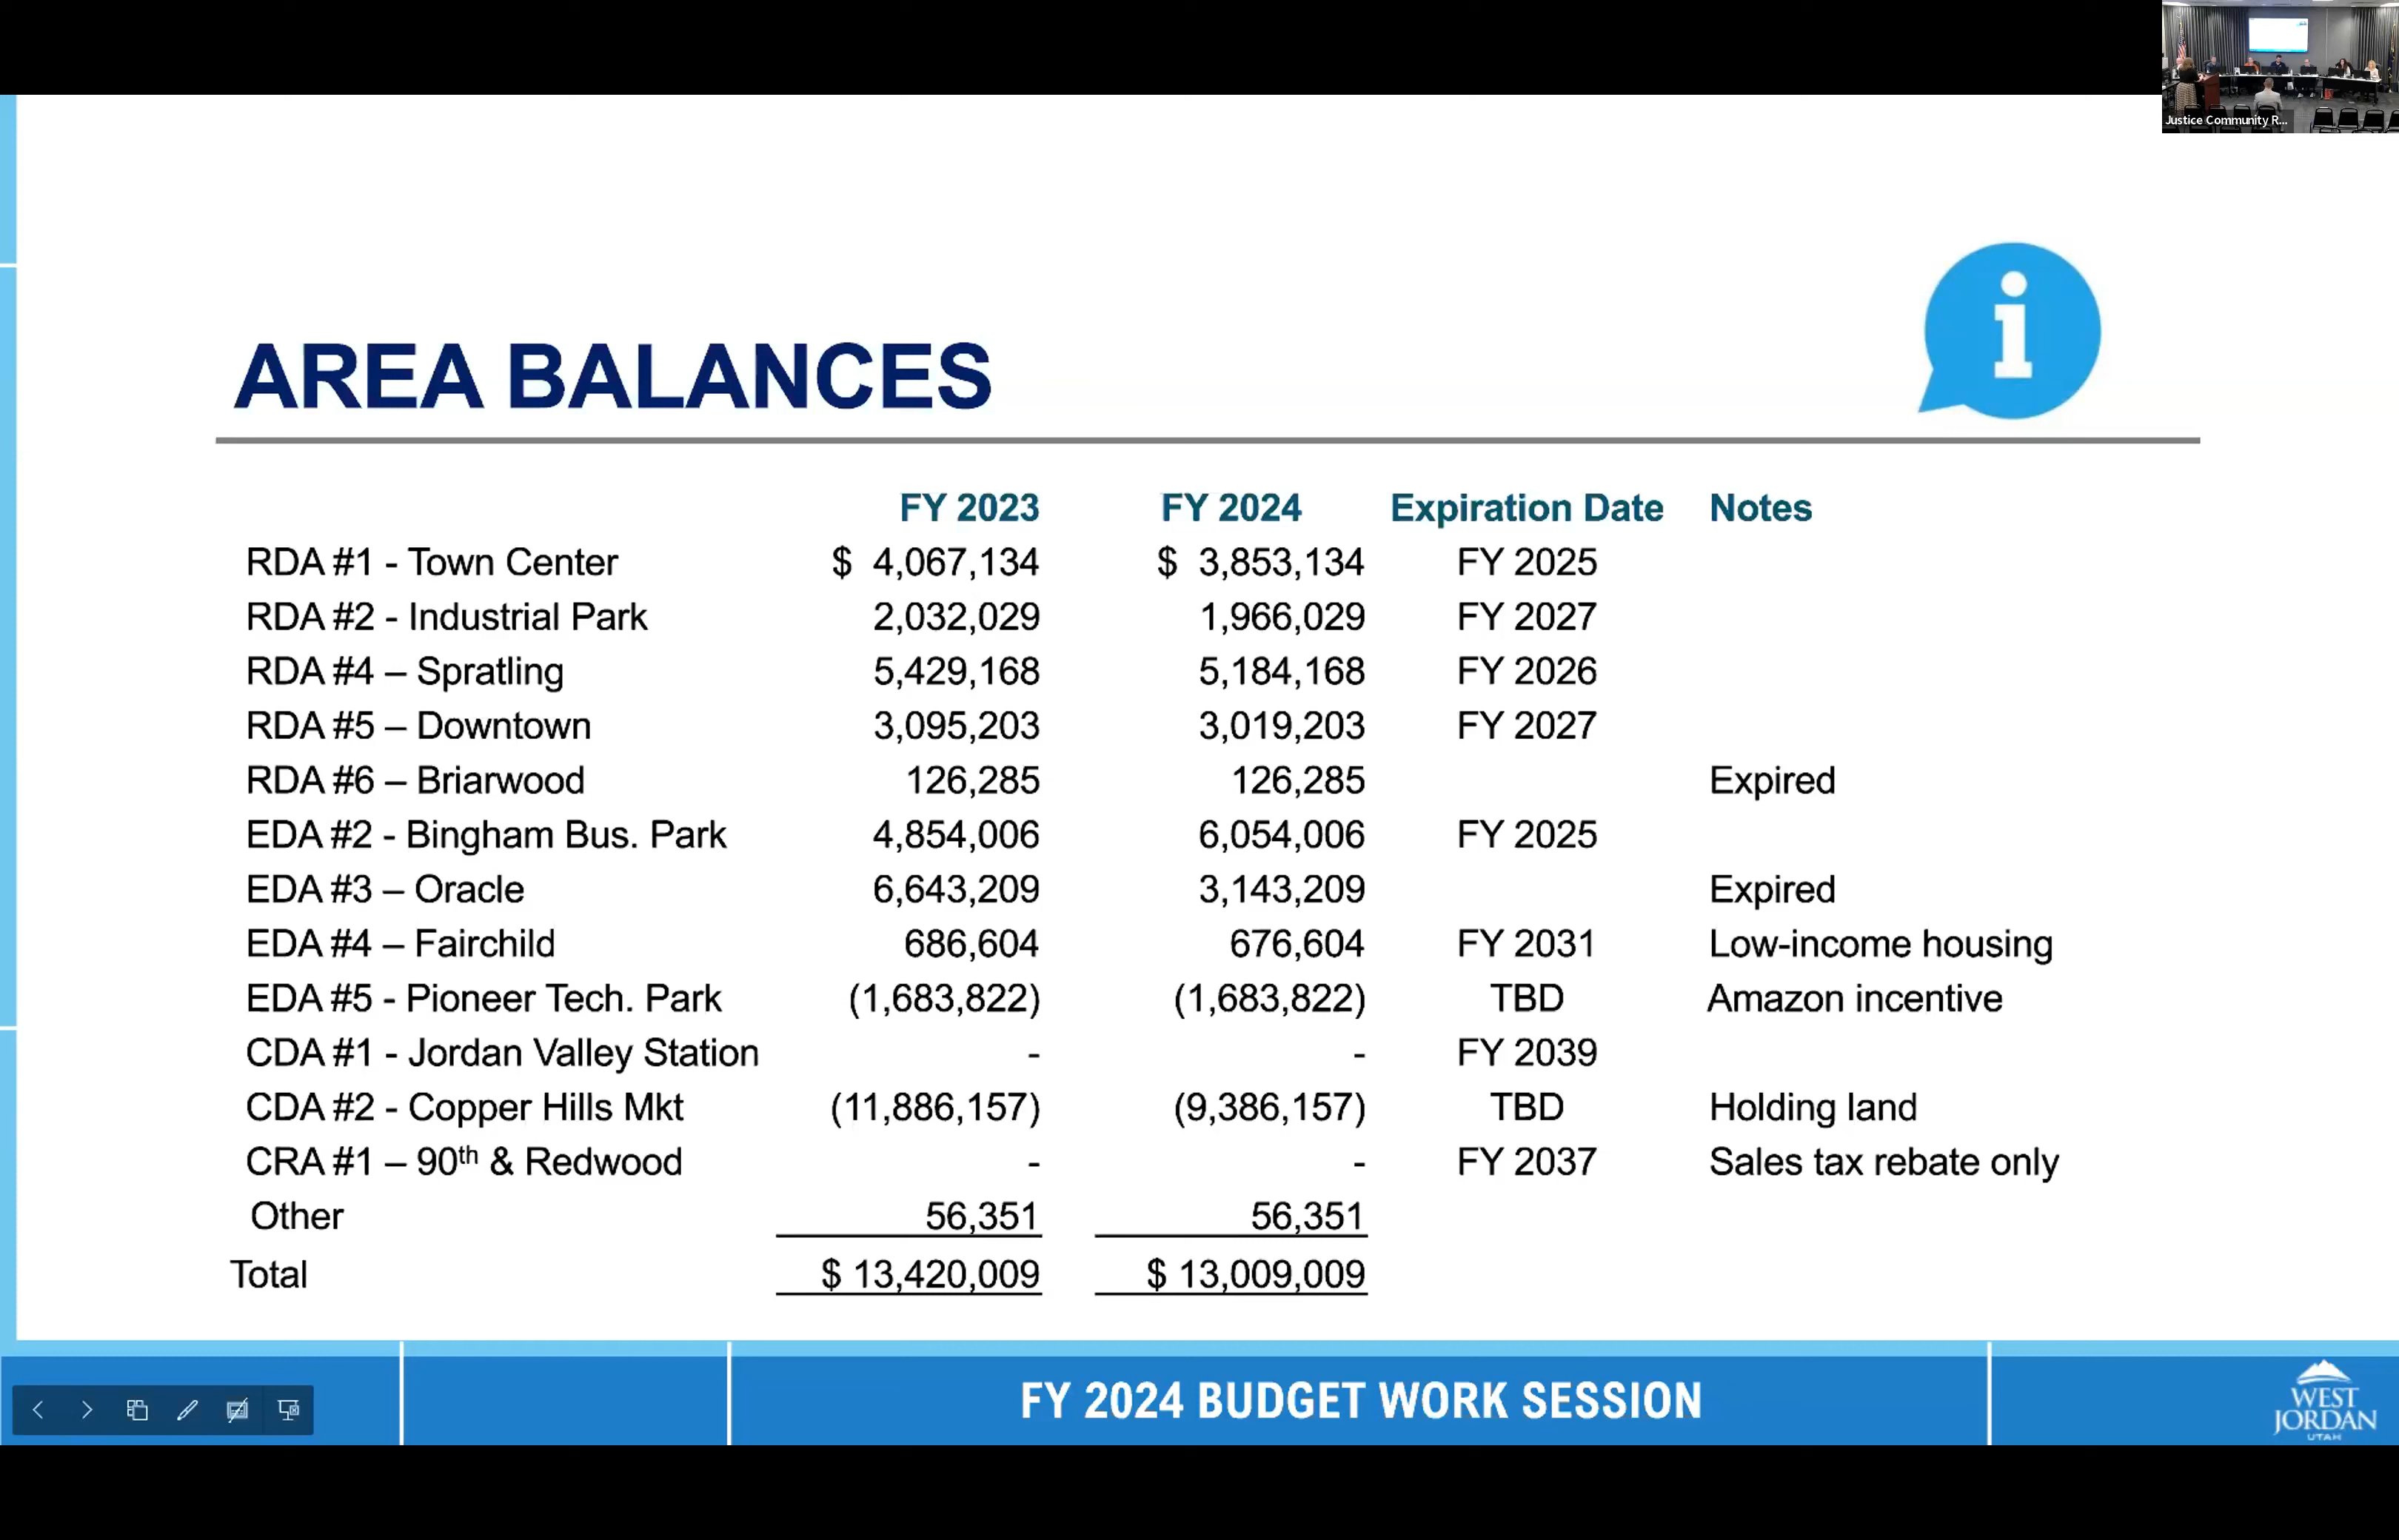 Justice Community R...
AREA BALANCES
i
FY 2023 FY 2024 Expiration Date Notes
RDA #1 - Town Center $ 4,067,134 $ 3,853,134 FY 2025
RDA #2 - Industrial Park 2,032,029 1,966,029 FY 2027
RDA #4 – Spratling 5,429,168 5,184,168 FY 2026
RDA #5 – Downtown 3,095,203 3,019,203 FY 2027
RDA #6 – Briarwood 126,285 126,285 Expired
EDA #2 - Bingham Bus. Park 4,854,006 6,054,006 FY 2025
EDA #3 – Oracle 6,643,209 3,143,209 Expired
EDA #4 – Fairchild 686,604 676,604 FY 2031 Low-income housing
EDA #5 - Pioneer Tech. Park (1,683,822) (1,683,822) TBD Amazon incentive
CDA #1 - Jordan Valley Station - - FY 2039
CDA #2 - Copper Hills Mkt (11,886,157) (9,386,157) TBD Holding land
CRA #1 – 90th & Redwood - - FY 2037 Sales tax rebate only
Other 56,351 56,351
Total $ 13,420,009 $ 13,009,009
FY 2024 BUDGET WORK SESSION
WEST
JORDAN
UTAH